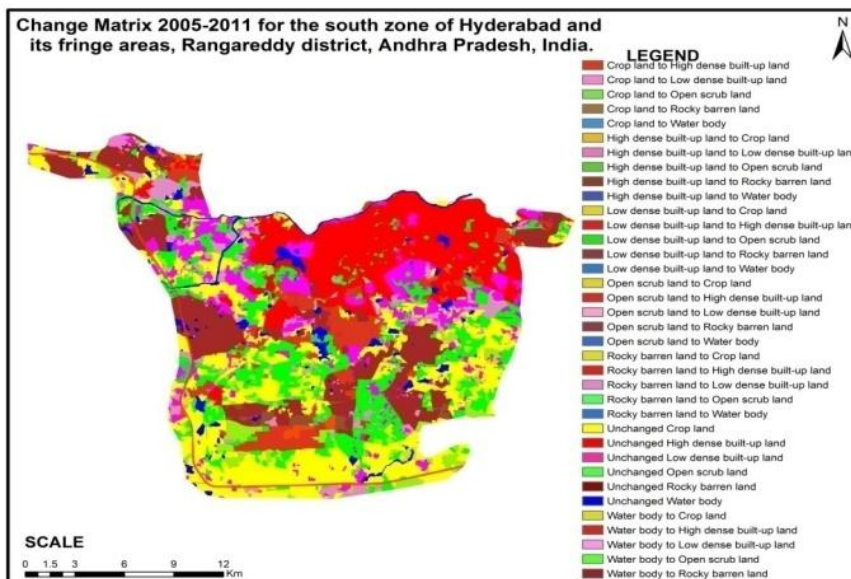 Change Matrix 2005-2011 for the south zone of Hyderabad and
its fringe areas, Rangareddy district, Andhra Pradesh, India.
N
LEGEND
Crop land to High dense built-up land
Crop land to Low dense built-up land
Crop land to Open scrub land
Crop land to Rocky barren land
Crop land to Water body
High dense built-up land to Crop land
High dense built-up land to Low dense built-up land
High dense built-up land to Open scrub land
High dense built-up land to Rocky barren land
High dense built-up land to Water body
Low dense built-up land to Crop land
Low dense built-up land to High dense built-up land
Low dense built-up land to Open scrub land
Low dense built-up land to Rocky barren land
Low dense built-up land to Water body
Open scrub land to Crop land
Open scrub land to High dense built-up land
Open scrub land to Low dense built-up land
Open scrub land to Rocky barren land
Open scrub land to Water body
Rocky barren land to Crop land
Rocky barren land to High dense built-up land
Rocky barren land to Low dense built-up land
Rocky barren land to Open scrub land
Rocky barren land to Water body
Unchanged Crop land
Unchanged High dense built-up land
Unchanged Low dense built-up land
Unchanged Open scrub land
Unchanged Rocky barren land
Unchanged Water body
Water body to Crop land
Water body to High dense built-up land
Water body to Low dense built-up land
Water body to Open scrub land
Water body to Rocky barren land
SCALE
0 1.5 3 6 9 12
Km